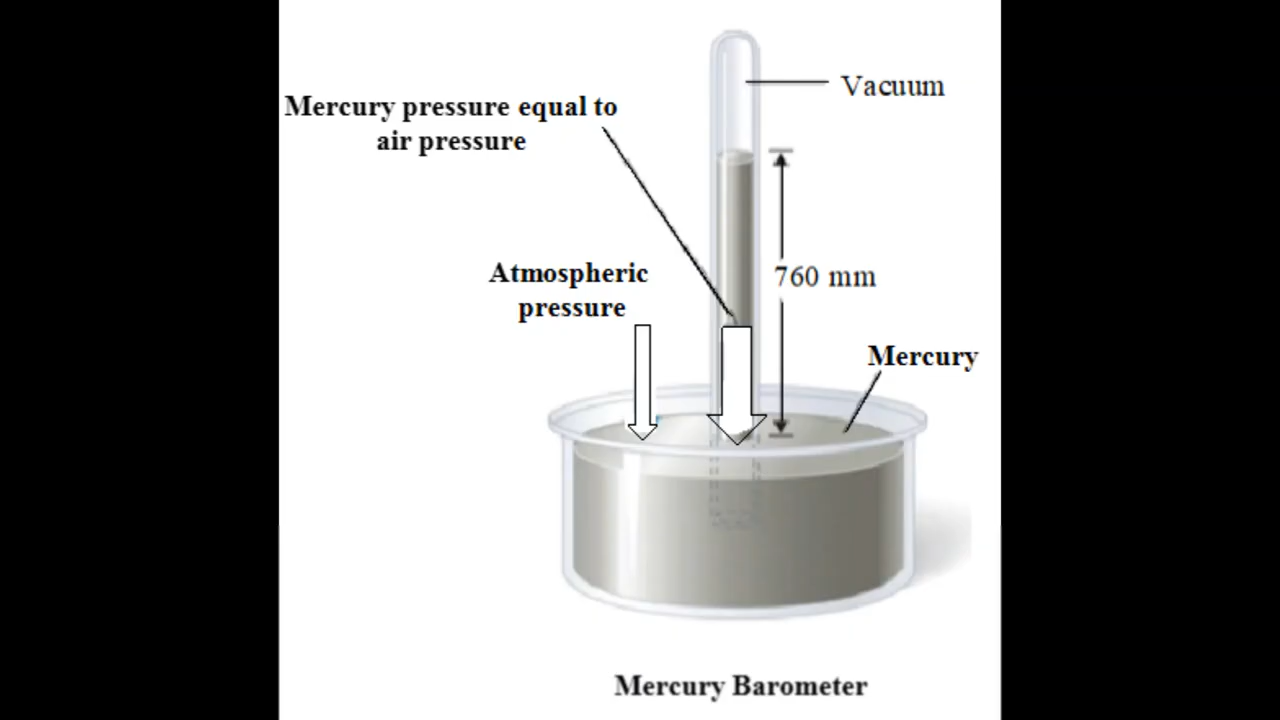 Vacuum
Mercury pressure equal to
air pressure
Atmospheric
pressure
760 mm
Mercury
Mercury Barometer